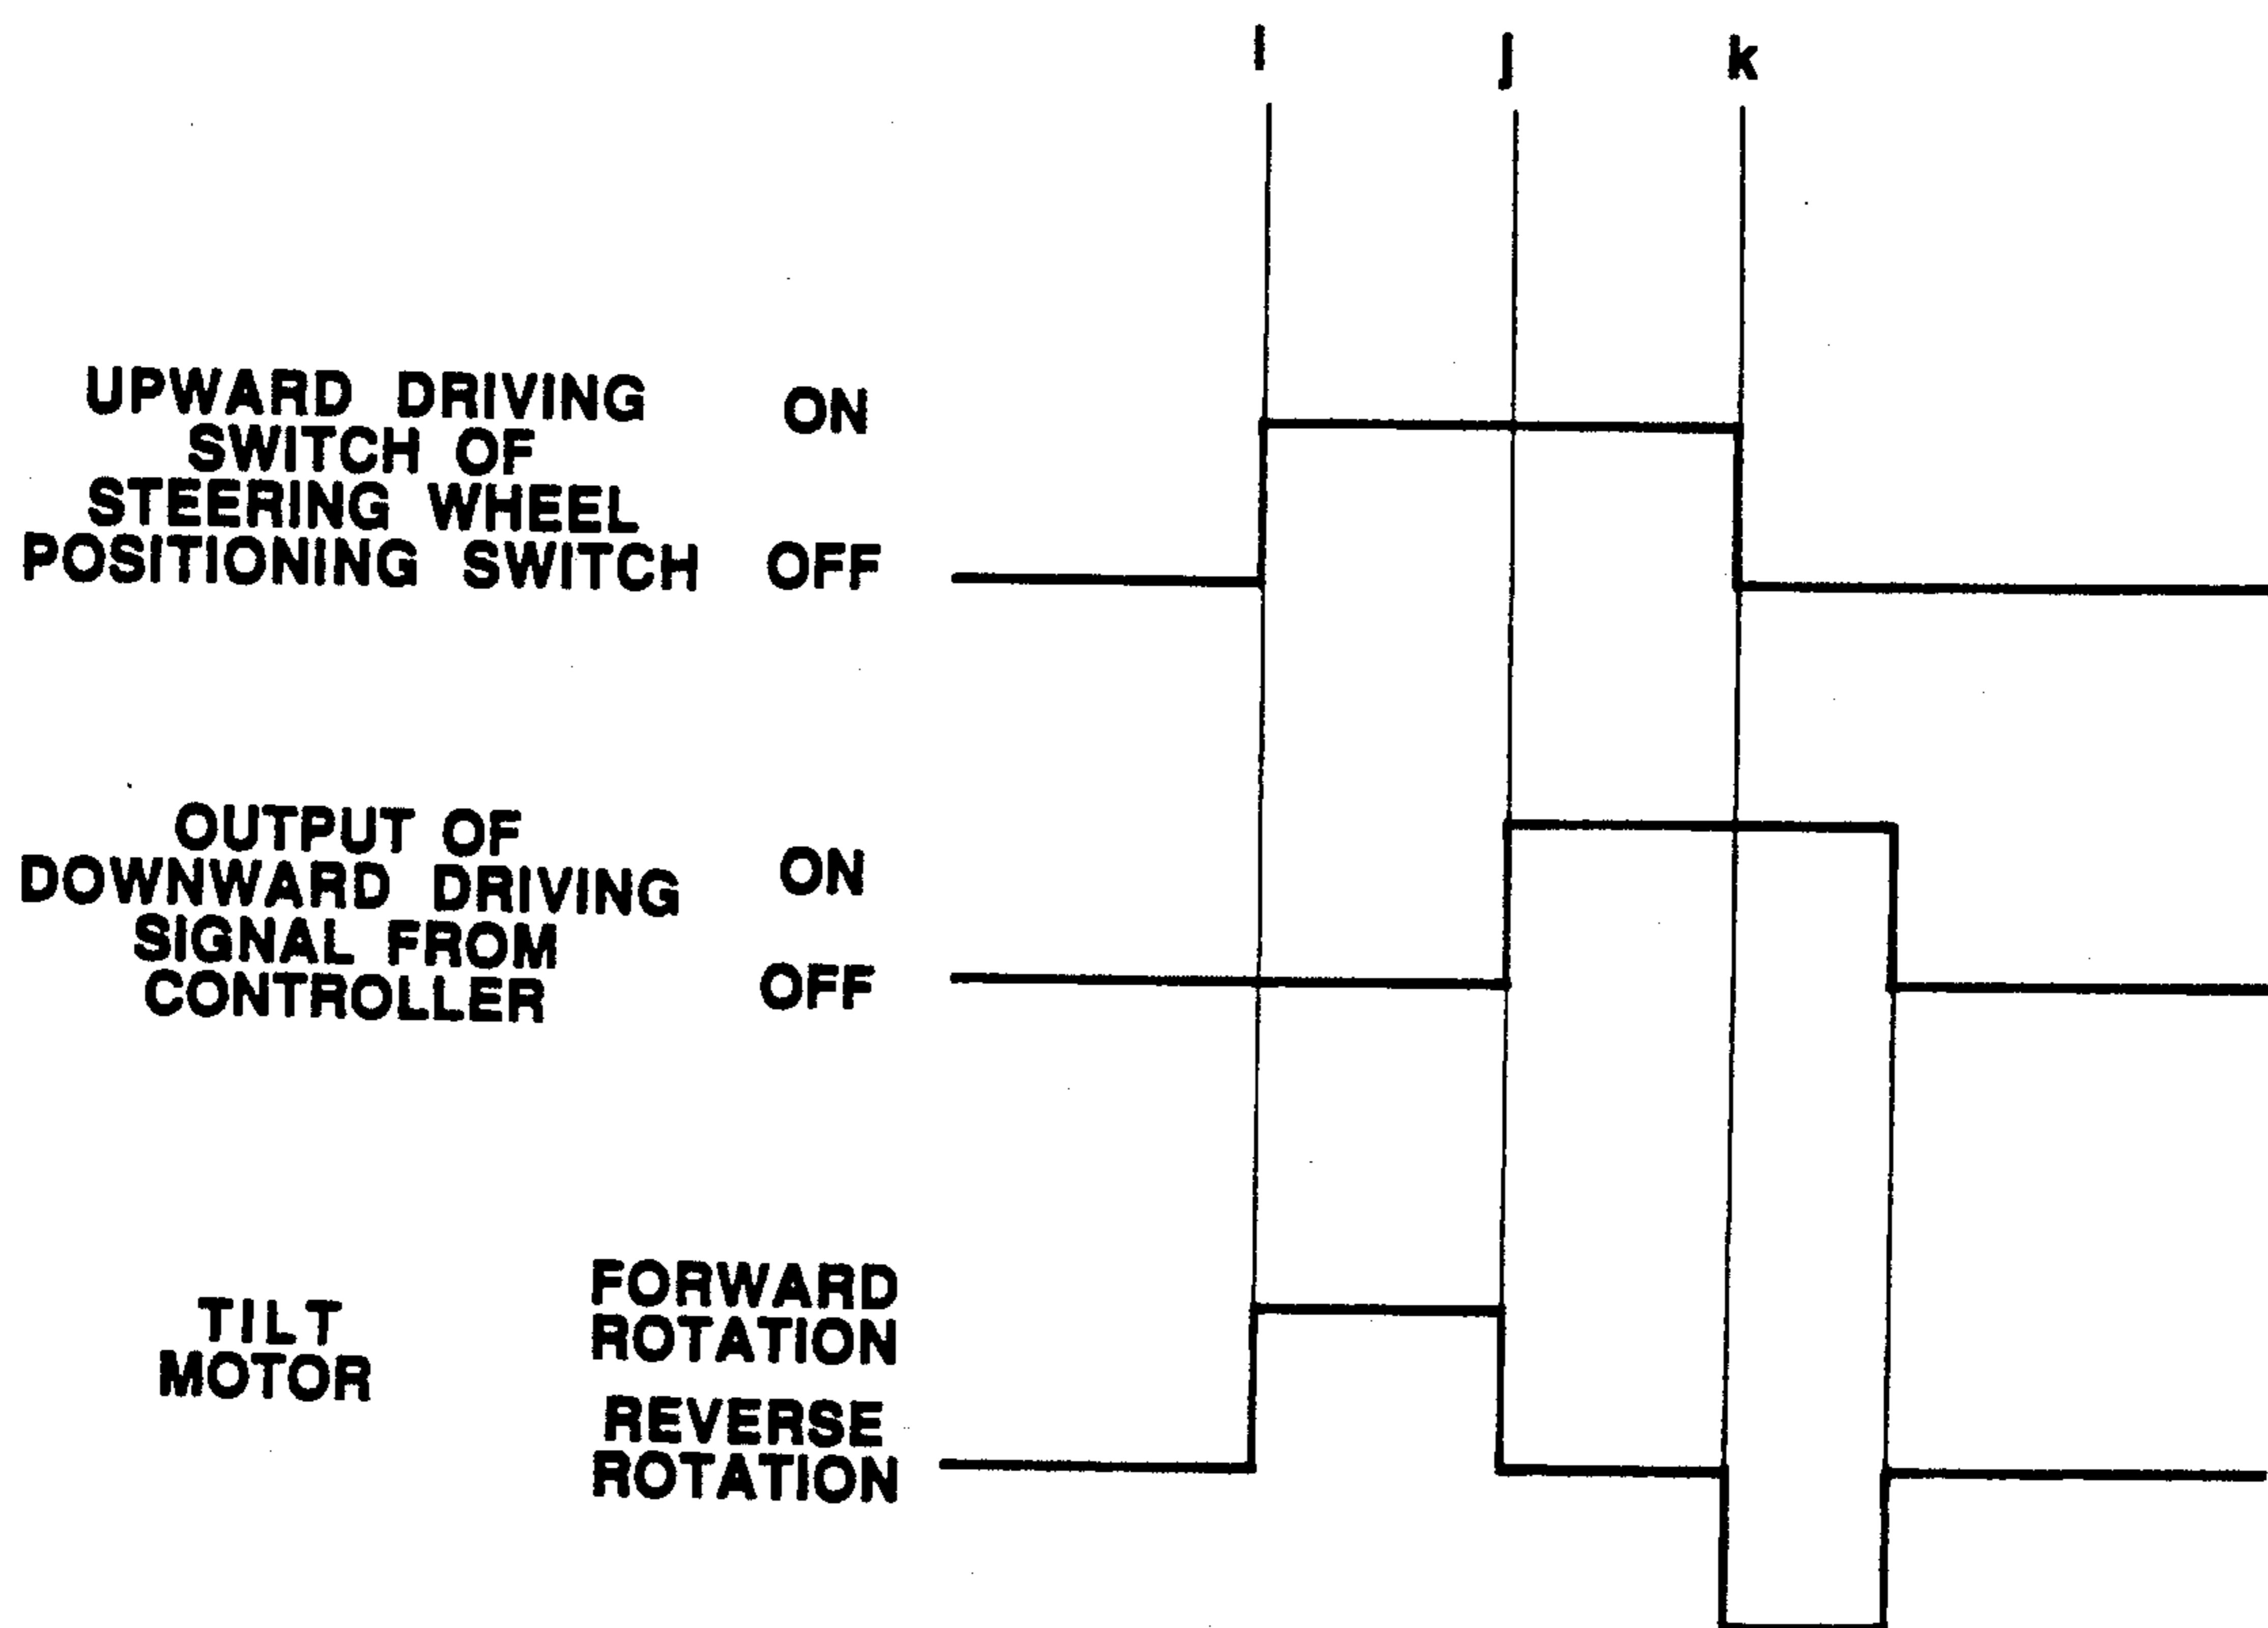 i
j
k
UPWARD DRIVING
SWITCH OF
STEERING WHEEL
POSITIONING SWITCH
ON
OFF
OUTPUT OF
DOWNWARD DRIVING
SIGNAL FROM
CONTROLLER
ON
OFF
TILT
MOTOR
FORWARD
ROTATION
REVERSE
ROTATION